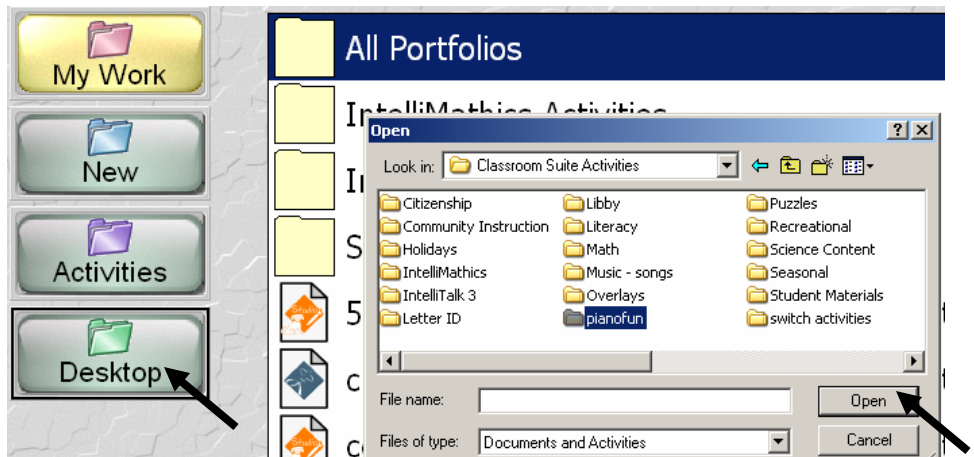 My Work
New
Activities
Desktop
All Portfolios
IntelliMathics Activities
Open
Look in: Classroom Suite Activities
Citizenship
Community Instruction
Holidays
IntelliMathics
IntelliTalk 3
Letter ID
Libby
Literacy
Math
Music - songs
Overlays
pianofun
Puzzles
Recreational
Science Content
Seasonal
Student Materials
switch activities
File name:
Open
Files of type: Documents and Activities
Cancel